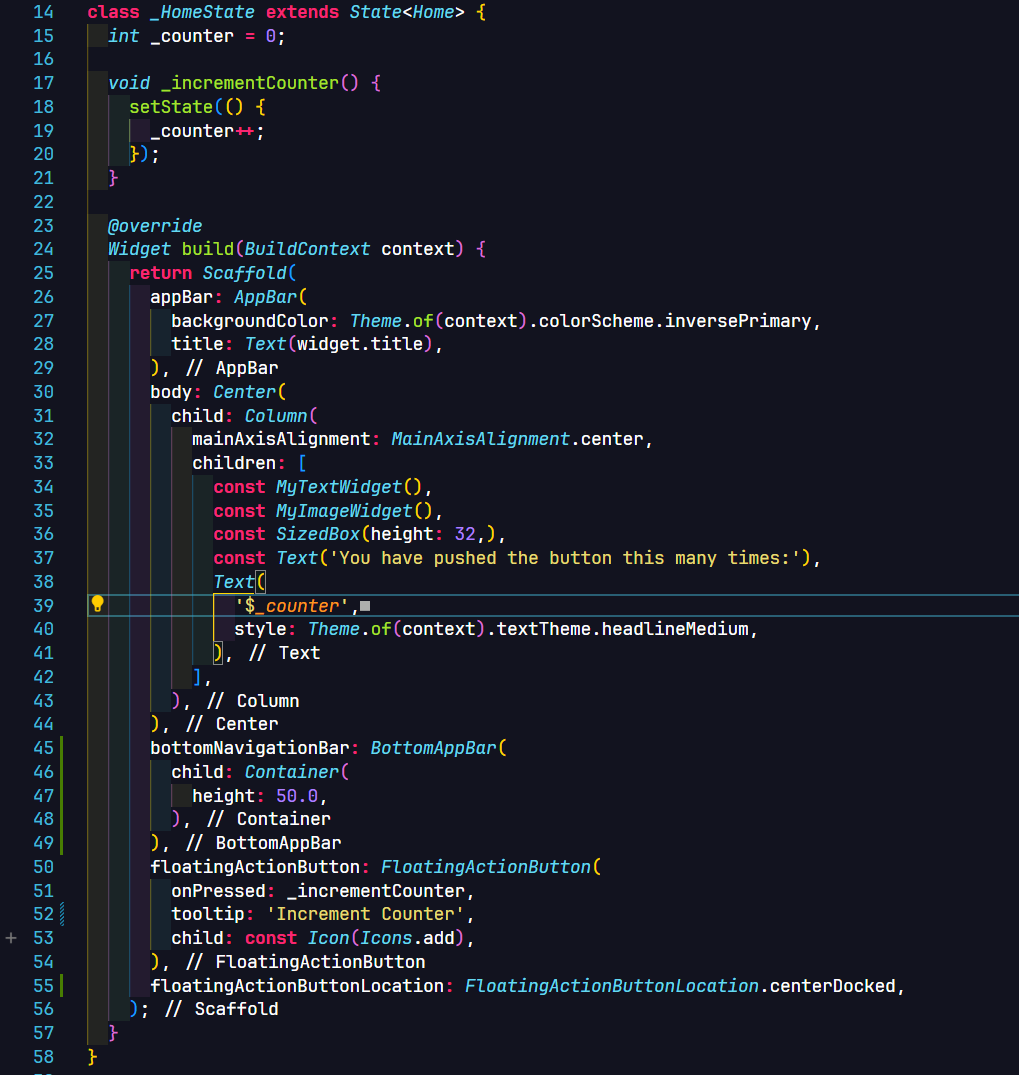 14 class _HomeState extends State<Home> {
15   int _counter = 0;
16
17   void _incrementCounter() {
18     setState(() {
19       _counter++;
20     });
21   }
22
23   @override
24   Widget build(BuildContext context) {
25     return Scaffold(
26       appBar: AppBar(
27         backgroundColor: Theme.of(context).colorScheme.inversePrimary,
28         title: Text(widget.title),
29       ), // AppBar
30       body: Center(
31         child: Column(
32           mainAxisAlignment: MainAxisAlignment.center,
33           children: [
34             const MyTextWidget(),
35             const MyImageWidget(),
36             const SizedBox(height: 32,),
37             const Text('You have pushed the button this many times:'),
38             Text(
39               '$_counter',
40               style: Theme.of(context).textTheme.headlineMedium,
41             ), // Text
42           ],
43         ), // Column
44       ), // Center
45       bottomNavigationBar: BottomAppBar(
46         child: Container(
47           height: 50.0,
48         ), // Container
49       ), // BottomAppBar
50       floatingActionButton: FloatingActionButton(
51         onPressed: _incrementCounter,
52         tooltip: 'Increment Counter',
53         child: const Icon(Icons.add),
54       ), // FloatingActionButton
55       floatingActionButtonLocation: FloatingActionButtonLocation.centerDocked,
56     ); // Scaffold
57   }
58 }